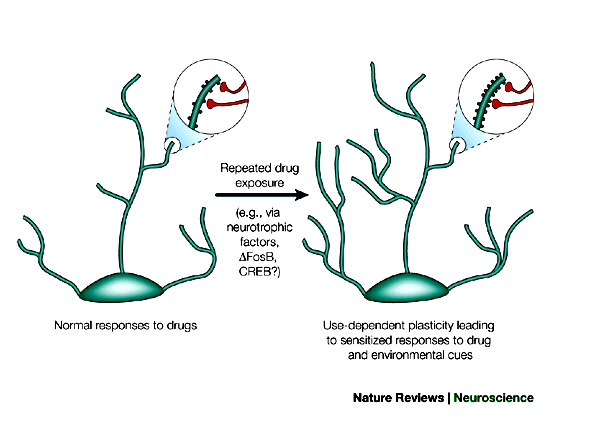 Repeated drug
exposure
(e.g., via
neurotrophic
factors,
ΔFosB,
CREB?)
Normal responses to drugs
Use-dependent plasticity leading
to sensitized responses to drug
and environmental cues
Nature Reviews | Neuroscience